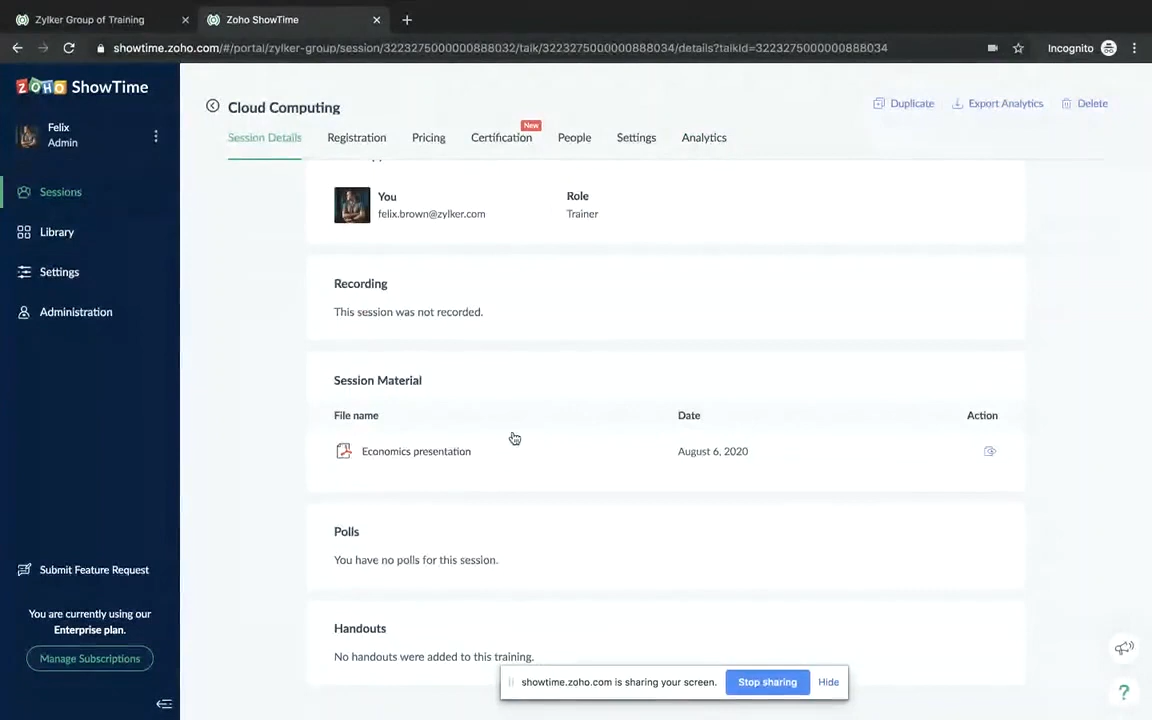 Zylker Group of Training
Zoho ShowTime
showtime.zoho.com/#/portal/zylker-group/session/3223275000000888032/talk/3223275000000888034/details?talkId=3223275000000888034
Incognito
ZOHO ShowTime
Felix
Admin
Sessions
Library
Settings
Administration
Submit Feature Request
You are currently using our
Enterprise plan.
Manage Subscriptions
Cloud Computing
Duplicate
Export Analytics
Delete
Session Details
Registration
Pricing
Certification
New
People
Settings
Analytics
You
felix.brown@zylker.com
Role
Trainer
Recording
This session was not recorded.
Session Material
File name
Date
Action
Economics presentation
August 6, 2020
Polls
You have no polls for this session.
Handouts
No handouts were added to this training.
showtime.zoho.com is sharing your screen.
Stop sharing
Hide
?